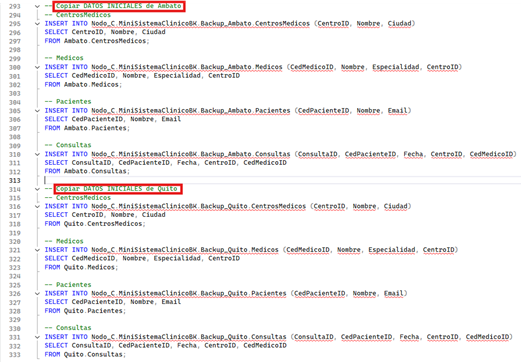 293 -- Copiar DATOS INICIALES de Ambato
294 -- CentrosMedicos
295 INSERT INTO Nodo_C.MiniSistemaClinicoBK.Backup_Ambato.CentrosMedicos (CentroID, Nombre, Ciudad)
296 SELECT CentroID, Nombre, Ciudad
297 FROM Ambato.CentrosMedicos;
298
299 -- Medicos
300 INSERT INTO Nodo_C.MiniSistemaClinicoBK.Backup_Ambato.Medicos (CedMedicoID, Nombre, Especialidad, CentroID)
301 SELECT CedMedicoID, Nombre, Especialidad, CentroID
302 FROM Ambato.Medicos;
303
304 -- Pacientes
305 INSERT INTO Nodo_C.MiniSistemaClinicoBK.Backup_Ambato.Pacientes (CedPacienteID, Nombre, Email)
306 SELECT CedPacienteID, Nombre, Email
307 FROM Ambato.Pacientes;
308
309 -- Consultas
310 INSERT INTO Nodo_C.MiniSistemaClinicoBK.Backup_Ambato.Consultas (ConsultaID, CedPacienteID, Fecha, CentroID, CedMedicoID)
311 SELECT ConsultaID, CedPacienteID, Fecha, CentroID, CedMedicoID
312 FROM Ambato.Consultas;
313
314 -- Copiar DATOS INICIALES de Quito
315 -- CentrosMedicos
316 INSERT INTO Nodo_C.MiniSistemaClinicoBK.Backup_Quito.CentrosMedicos (CentroID, Nombre, Ciudad)
317 SELECT CentroID, Nombre, Ciudad
318 FROM Quito.CentrosMedicos;
319
320 -- Medicos
321 INSERT INTO Nodo_C.MiniSistemaClinicoBK.Backup_Quito.Medicos (CedMedicoID, Nombre, Especialidad, CentroID)
322 SELECT CedMedicoID, Nombre, Especialidad, CentroID
323 FROM Quito.Medicos;
324
325 -- Pacientes
326 INSERT INTO Nodo_C.MiniSistemaClinicoBK.Backup_Quito.Pacientes (CedPacienteID, Nombre, Email)
327 SELECT CedPacienteID, Nombre, Email
328 FROM Quito.Pacientes;
329
330 -- Consultas
331 INSERT INTO Nodo_C.MiniSistemaClinicoBK.Backup_Quito.Consultas (ConsultaID, CedPacienteID, Fecha, CentroID, CedMedicoID)
332 SELECT ConsultaID, CedPacienteID, Fecha, CentroID, CedMedicoID
333 FROM Quito.Consultas;